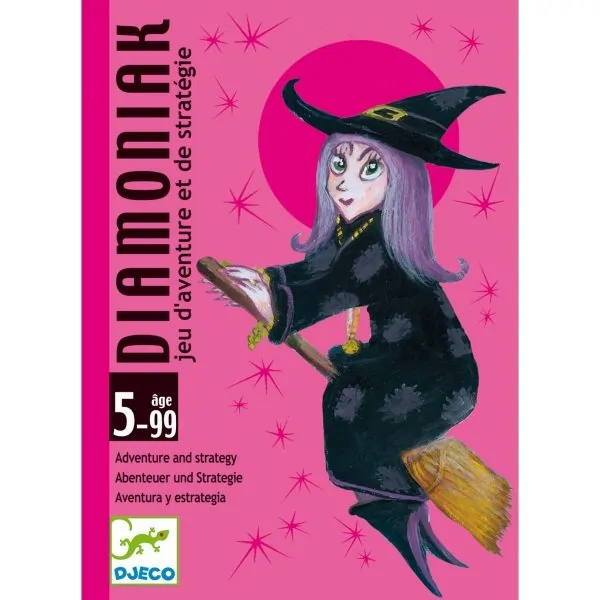 DIAMONIAK
jeu d'aventure et de stratégie
âge
5-99
Adventure and strategy
Abenteuer und Strategie
Aventura y estrategia
DJECO